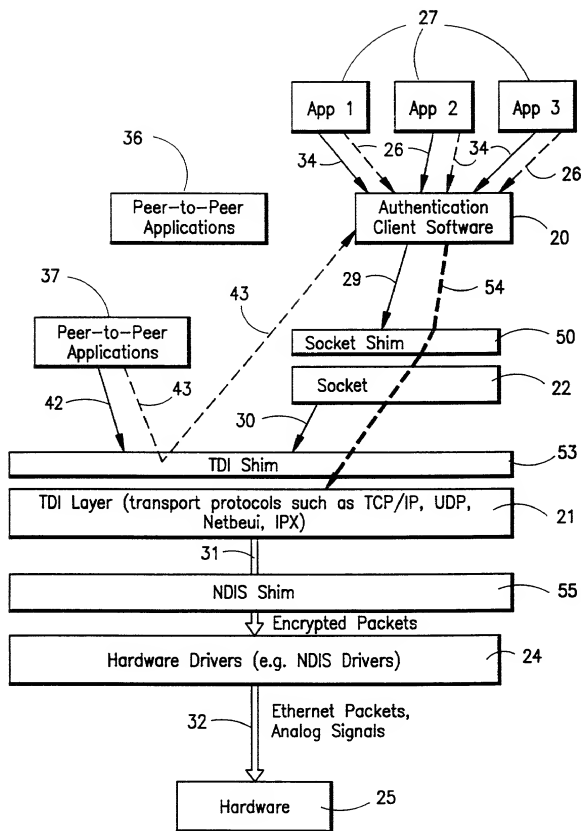 27
App 1
App 2
App 3
34
26
34
26
36
Peer-to-Peer
Applications
Authentication
Client Software
20
37
43
29
54
Peer-to-Peer
Applications
Socket Shim
50
42
43
Socket
22
30
TDI Shim
53
TDI Layer (transport protocols such as TCP/IP, UDP,
Netbeui, IPX)
21
31
NDIS Shim
55
Encrypted Packets
Hardware Drivers (e.g. NDIS Drivers)
24
32
Ethernet Packets,
Analog Signals
Hardware
25